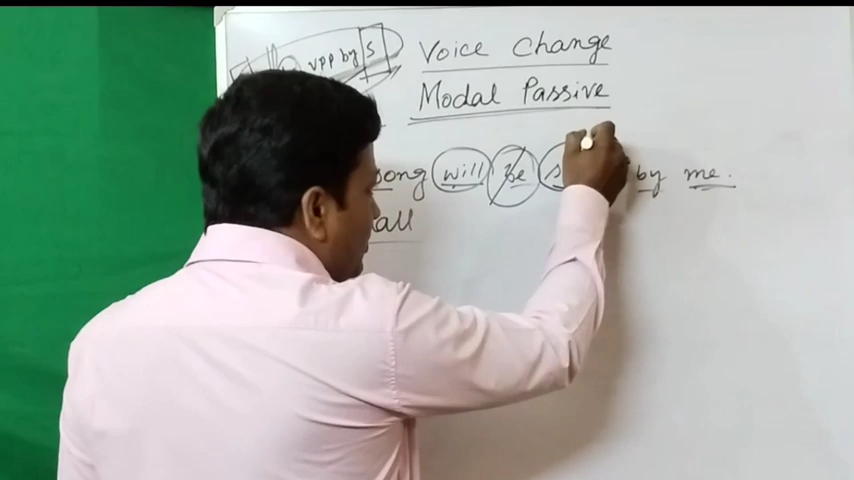 vpp by S
Voice Change
Modal Passive
song will be by me.
all